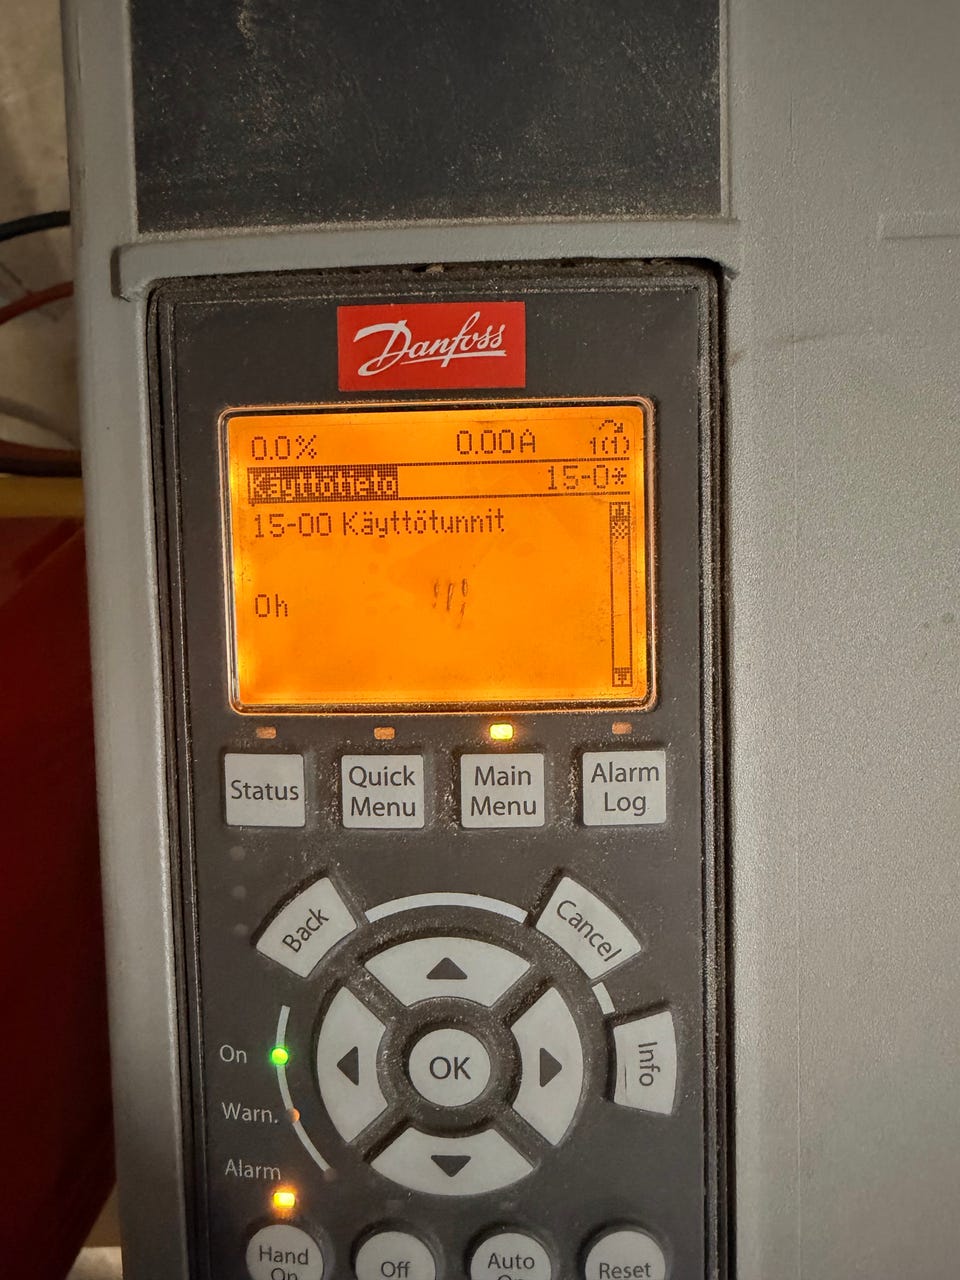 Danfoss
0.0% 0.00A 1(1)
Käyttötieto 15-0*
15-00 Käyttötunnit
0h
Status
Quick Menu
Main Menu
Alarm Log
Back
Cancel
Info
OK
On
Warn.
Alarm
Hand On
Off
Auto On
Reset